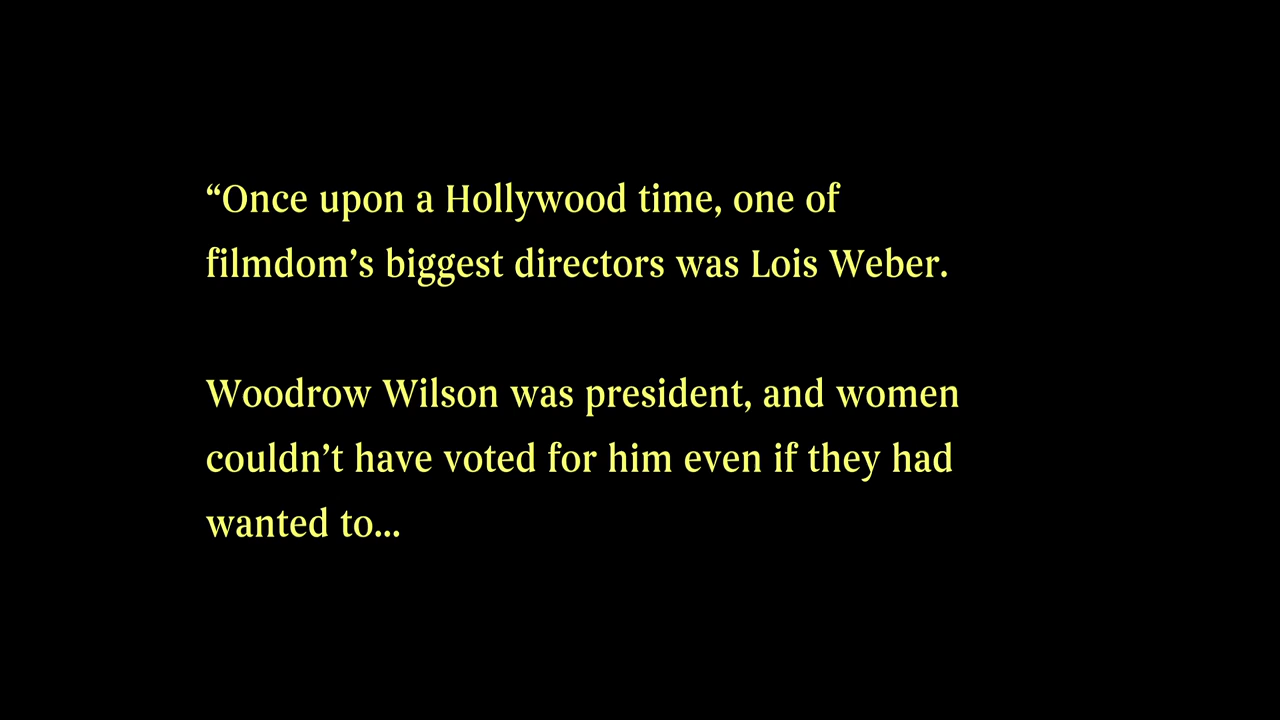 “Once upon a Hollywood time, one of
filmdom’s biggest directors was Lois Weber.
Woodrow Wilson was president, and women
couldn’t have voted for him even if they had
wanted to...